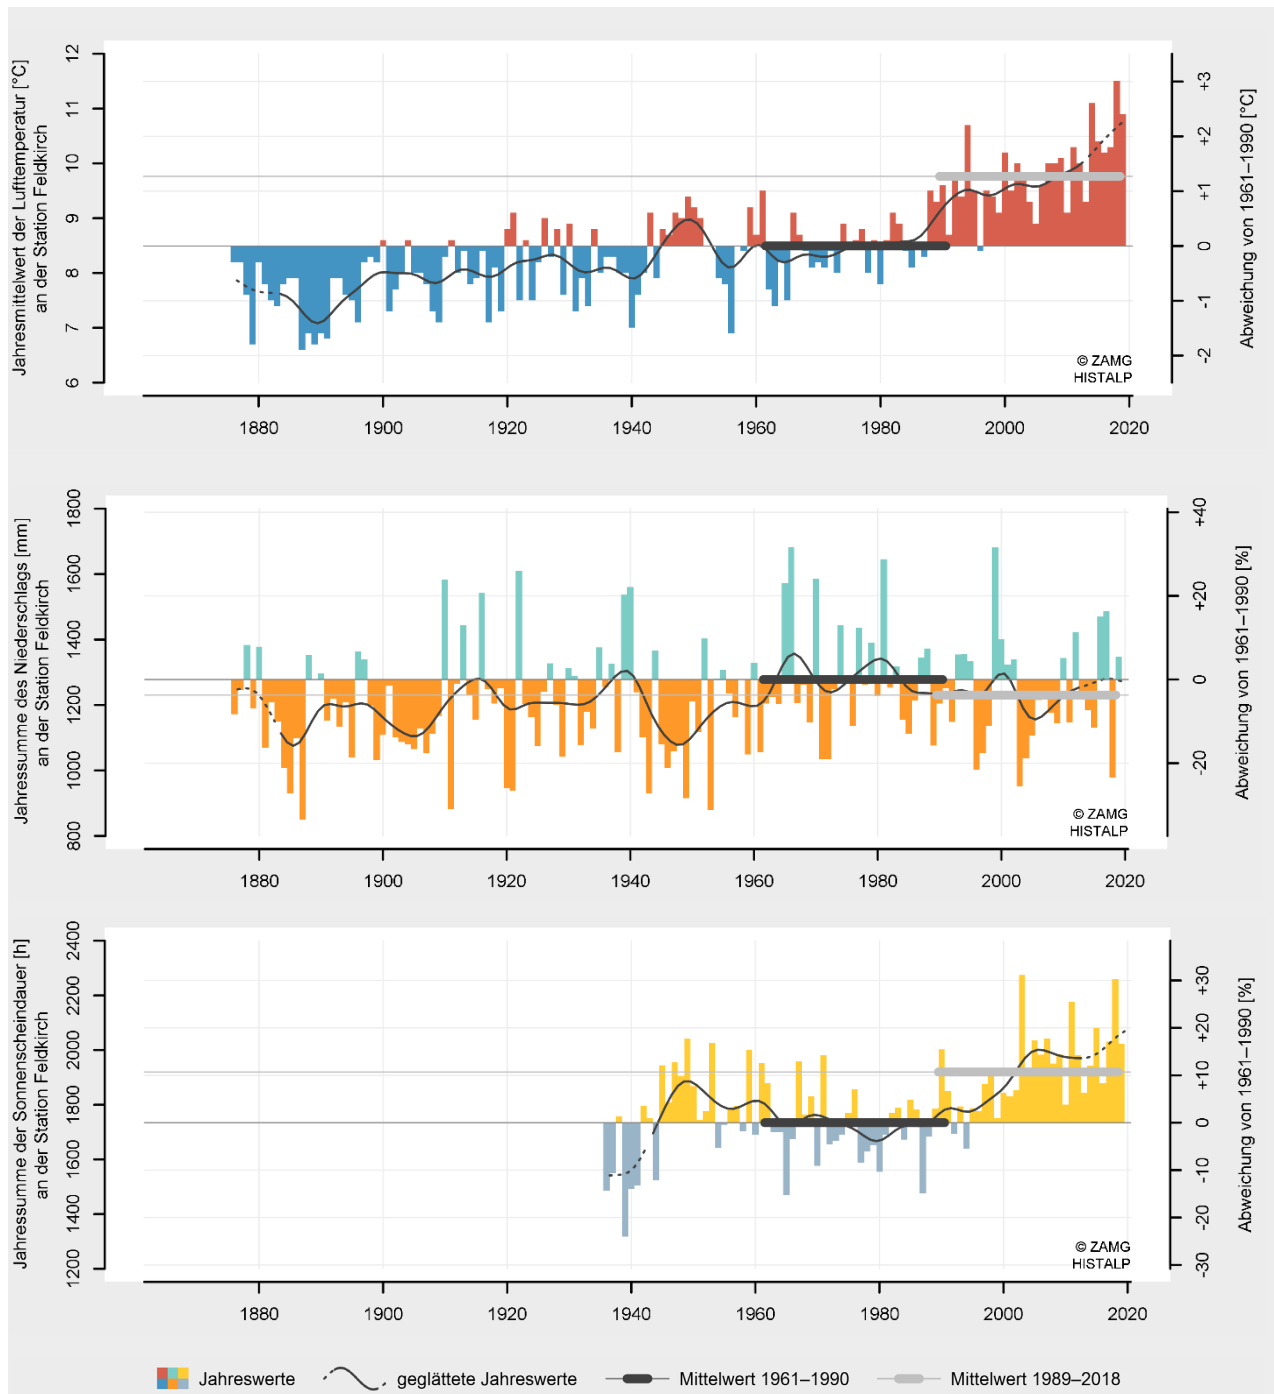 Jahresmittelwert der Lufttemperatur [°C]
an der Station Feldkirch
12
11
10
9
8
7
6
+3
+2
+1
0
-1
-2
Abweichung von 1961–1990 [°C]
© ZAMG
HISTALP
1880 1900 1920 1940 1960 1980 2000 2020
Jahressumme des Niederschlags [mm]
an der Station Feldkirch
1800
1600
1400
1200
1000
800
+40
+20
0
-20
Abweichung von 1961–1990 [%]
© ZAMG
HISTALP
1880 1900 1920 1940 1960 1980 2000 2020
Jahressumme der Sonnenscheindauer [h]
an der Station Feldkirch
2400
2200
2000
1800
1600
1400
1200
+30
+20
+10
0
-10
-20
-30
Abweichung von 1961–1990 [%]
© ZAMG
HISTALP
1880 1900 1920 1940 1960 1980 2000 2020
Jahreswerte geglättete Jahreswerte Mittelwert 1961–1990 Mittelwert 1989–2018